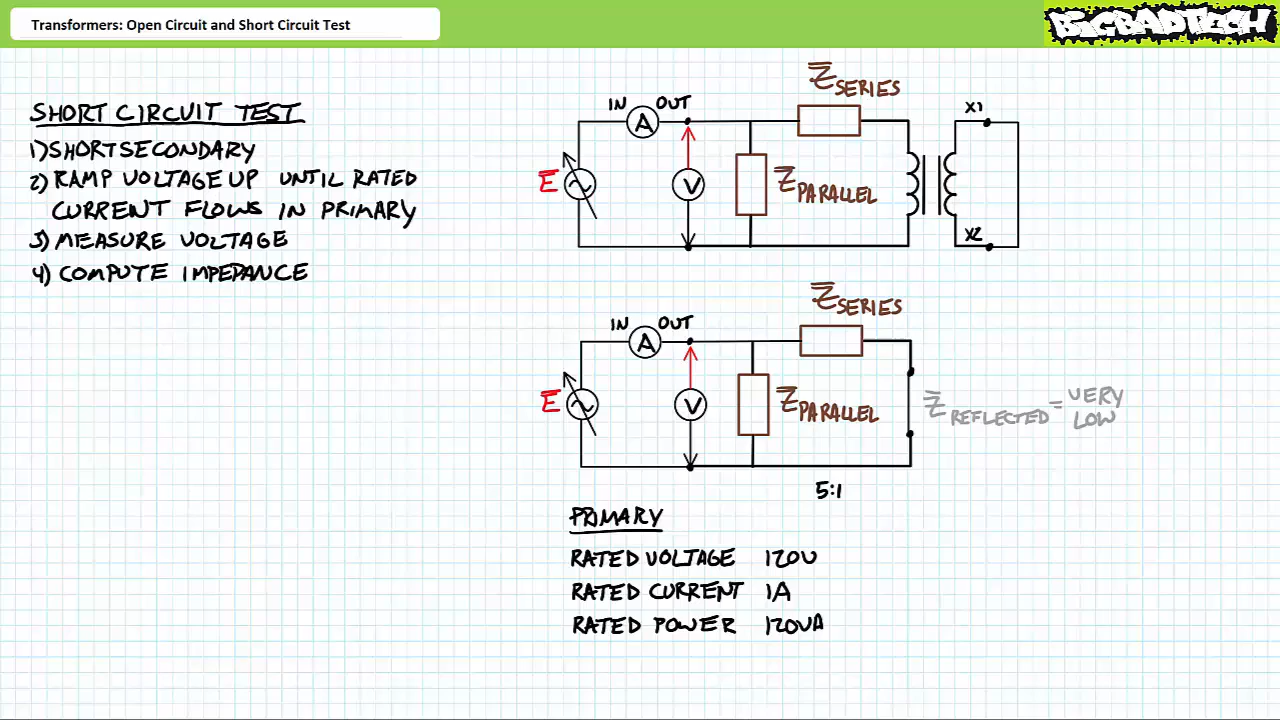 Transformers: Open Circuit and Short Circuit Test
BIGBADTECH
SHORT CIRCUIT TEST
1) SHORT SECONDARY
2) RAMP VOLTAGE UP UNTIL RATED
CURRENT FLOWS IN PRIMARY
3) MEASURE VOLTAGE
4) COMPUTE IMPEDANCE
Z̅ SERIES
IN A OUT
X1
E̅
V
Z̅ PARALLEL
X2
Z̅ SERIES
IN A OUT
E̅
V
Z̅ PARALLEL
Z̅ REFLECTED = VERY LOW
5:1
PRIMARY
RATED VOLTAGE 120V
RATED CURRENT 1A
RATED POWER 120VA